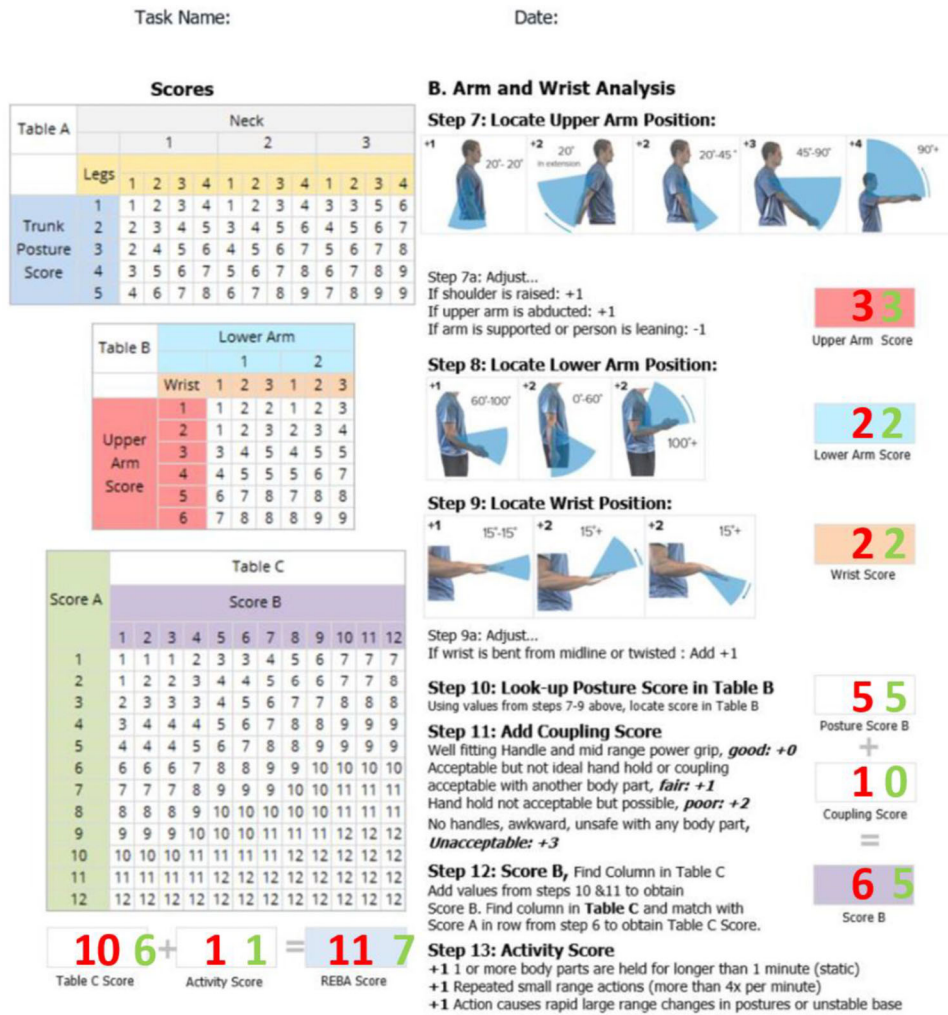 Task Name:
Date:
Scores
Table A
Neck
1 2 3
Legs
1 2 3 4 1 2 3 4 1 2 3 4
Trunk Posture Score
1 1 2 3 4 1 2 3 4 3 3 5 6
2 2 3 4 5 3 4 5 6 4 5 6 7
3 2 4 5 6 4 5 6 7 5 6 7 8
4 3 5 6 7 5 6 7 8 6 7 8 9
5 4 6 7 8 6 7 8 9 7 8 9 9
Table B
Lower Arm
1 2
Wrist 1 2 3 1 2 3
Upper Arm Score
1 1 2 2 1 2 3
2 1 2 3 2 3 4
3 3 4 5 4 5 5
4 4 5 5 5 6 7
5 6 7 8 7 8 8
6 7 8 8 8 9 9
Table C
Score A
Score B
1 2 3 4 5 6 7 8 9 10 11 12
1 1 1 1 2 3 3 4 5 6 7 7 7
2 1 2 2 3 4 4 5 6 6 7 7 8
3 2 3 3 3 4 5 6 7 7 8 8 8
4 3 4 4 4 5 6 7 8 8 9 9 9
5 4 4 4 5 6 7 8 8 9 9 9 9
6 6 6 6 7 8 8 9 9 10 10 10 10
7 7 7 7 8 9 9 9 10 10 11 11 11
8 8 8 8 9 10 10 10 10 10 11 11 11
9 9 9 9 10 10 10 11 11 11 12 12 12
10 10 10 10 11 11 11 11 12 12 12 12 12
11 11 11 11 11 12 12 12 12 12 12 12 12
12 12 12 12 12 12 12 12 12 12 12 12 12
10 6 + 1 1 = 11 7
Table C Score Activity Score REBA Score
B. Arm and Wrist Analysis
Step 7: Locate Upper Arm Position:
+1 20°- 20°
+2 20° in extension
+2 20°-45°
+3 45°-90°
+4 90°+
Step 7a: Adjust...
If shoulder is raised: +1
If upper arm is abducted: +1
If arm is supported or person is leaning: -1
3 3
Upper Arm Score
Step 8: Locate Lower Arm Position:
+1 60°-100°
+2 0°-60°
+2 100°+
2 2
Lower Arm Score
Step 9: Locate Wrist Position:
+1 15°-15°
+2 15°+
+2 15°+
2 2
Wrist Score
Step 9a: Adjust...
If wrist is bent from midline or twisted : Add +1
Step 10: Look-up Posture Score in Table B
Using values from steps 7-9 above, locate score in Table B
5 5
Posture Score B
+
Step 11: Add Coupling Score
Well fitting Handle and mid range power grip, good: +0
Acceptable but not ideal hand hold or coupling
acceptable with another body part, fair: +1
Hand hold not acceptable but possible, poor: +2
No handles, awkward, unsafe with any body part,
Unacceptable: +3
1 0
Coupling Score
=
Step 12: Score B, Find Column in Table C
Add values from steps 10 &11 to obtain
Score B. Find column in Table C and match with
Score A in row from step 6 to obtain Table C Score.
6 5
Score B
Step 13: Activity Score
+1 1 or more body parts are held for longer than 1 minute (static)
+1 Repeated small range actions (more than 4x per minute)
+1 Action causes rapid large range changes in postures or unstable base